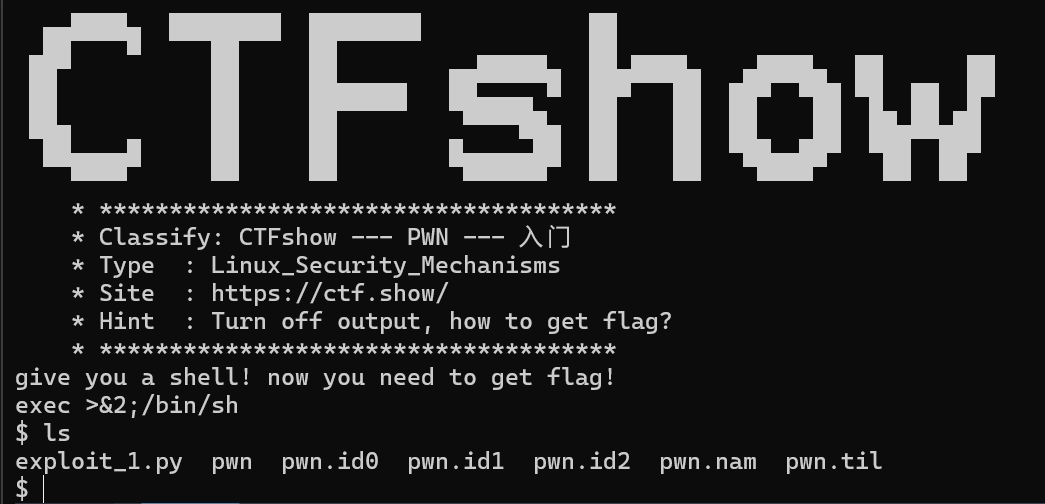 CTFshow
* *************************************
* Classify: CTFshow --- PWN --- 入门
* Type  : Linux_Security_Mechanisms
* Site  : https://ctf.show/
* Hint  : Turn off output, how to get flag?
* *************************************
give you a shell! now you need to get flag!
exec >&2;/bin/sh
$ ls
exploit_1.py  pwn  pwn.id0  pwn.id1  pwn.id2  pwn.nam  pwn.til
$